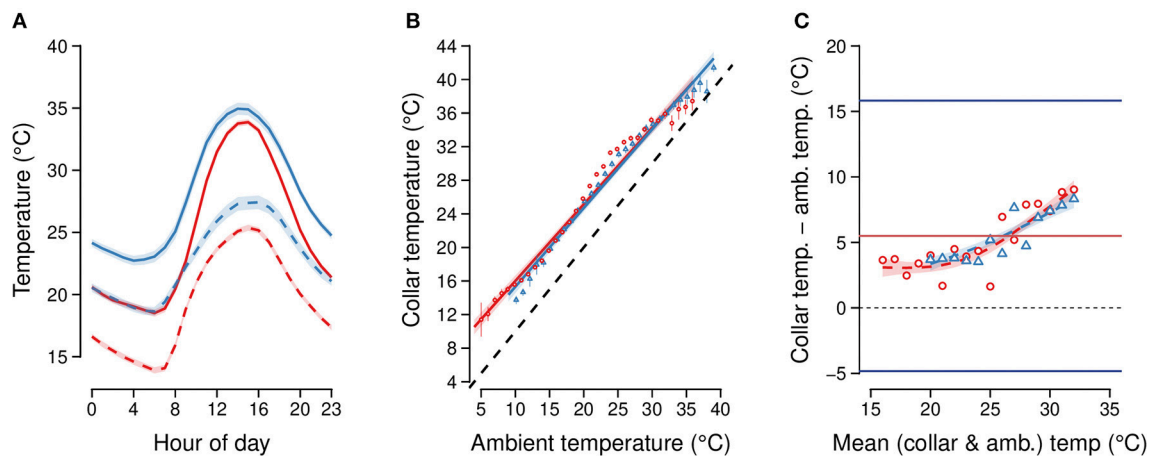 A
Temperature (°C)
40
35
30
25
20
15
0 4 8 12 16 20 23
Hour of day
B
Collar temperature (°C)
44
40
36
32
28
24
20
16
12
8
4
5 10 15 20 25 30 35 40
Ambient temperature (°C)
C
Collar temp. − amb. temp. (°C)
20
15
10
5
0
−5
15 20 25 30 35
Mean (collar & amb.) temp (°C)